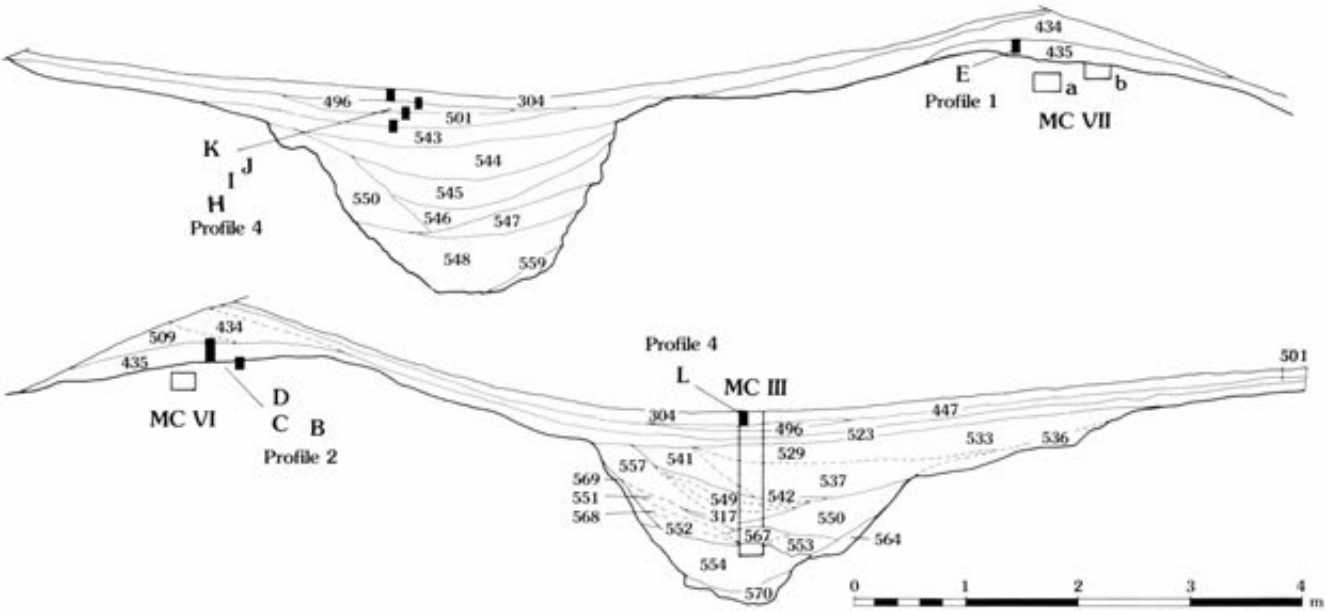 434
435
E
a
b
Profile 1
MC VII
496
304
501
543
K
J
544
I
550
545
H
546
547
Profile 4
548
559
509
434
435
MC VI
D
C
B
Profile 2
Profile 4
L
MC III
501
304
447
496
523
533
536
541
529
557
537
569
549
542
551
317
550
568
552
567
553
564
554
570
0 1 2 3 4
m